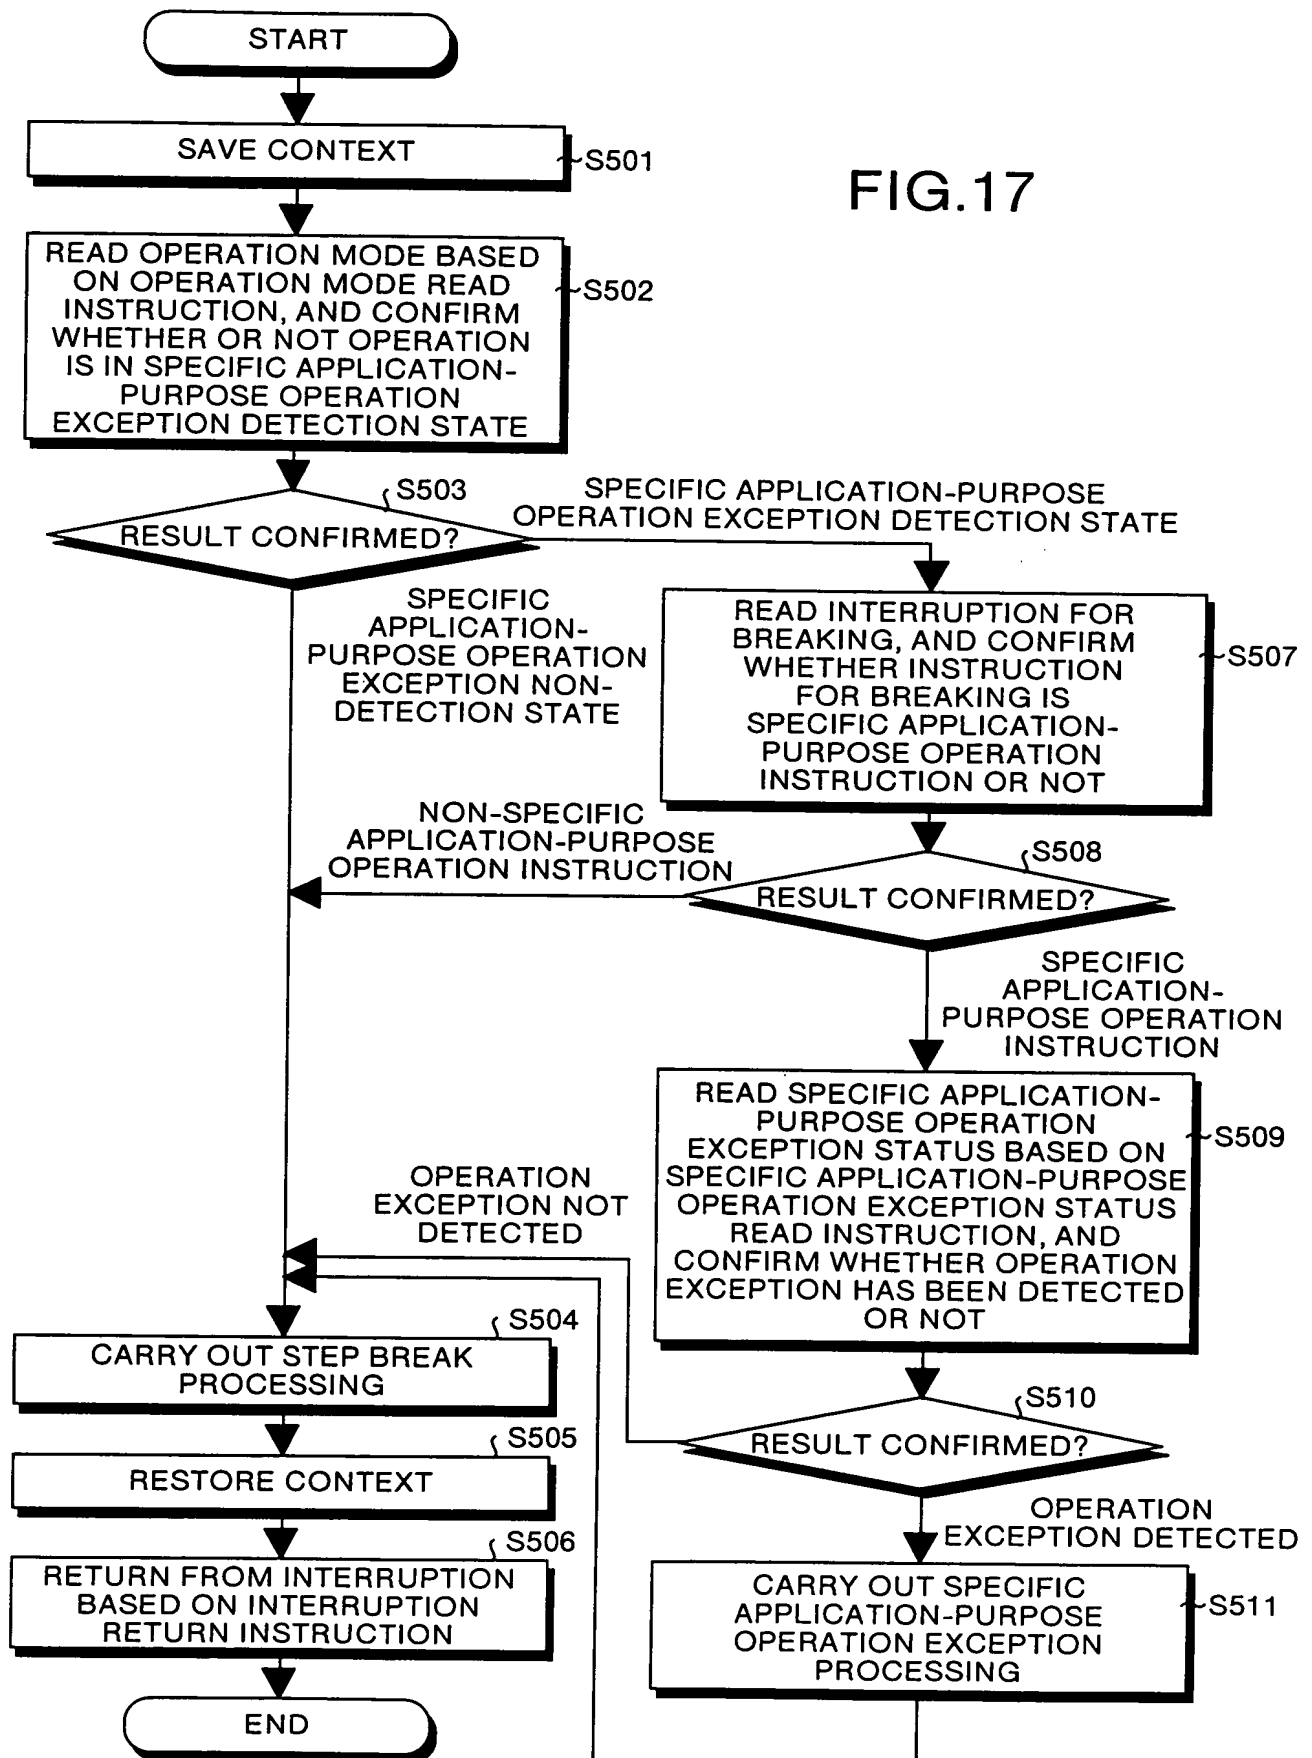 START
SAVE CONTEXT
S501
FIG.17
READ OPERATION MODE BASED
ON OPERATION MODE READ
INSTRUCTION, AND CONFIRM
WHETHER OR NOT OPERATION
IS IN SPECIFIC APPLICATION-
PURPOSE OPERATION
EXCEPTION DETECTION STATE
S502
S503
RESULT CONFIRMED?
SPECIFIC APPLICATION-PURPOSE
OPERATION EXCEPTION DETECTION STATE
SPECIFIC
APPLICATION-
PURPOSE OPERATION
EXCEPTION NON-
DETECTION STATE
READ INTERRUPTION FOR
BREAKING, AND CONFIRM
WHETHER INSTRUCTION
FOR BREAKING IS
SPECIFIC APPLICATION-
PURPOSE OPERATION
INSTRUCTION OR NOT
S507
NON-SPECIFIC
APPLICATION-PURPOSE
OPERATION INSTRUCTION
S508
RESULT CONFIRMED?
SPECIFIC
APPLICATION-
PURPOSE OPERATION
INSTRUCTION
READ SPECIFIC APPLICATION-
PURPOSE OPERATION
EXCEPTION STATUS BASED ON
SPECIFIC APPLICATION-PURPOSE
OPERATION EXCEPTION STATUS
READ INSTRUCTION, AND
CONFIRM WHETHER OPERATION
EXCEPTION HAS BEEN DETECTED
OR NOT
S509
OPERATION
EXCEPTION NOT
DETECTED
S504
CARRY OUT STEP BREAK
PROCESSING
S510
RESULT CONFIRMED?
S505
RESTORE CONTEXT
OPERATION
EXCEPTION DETECTED
S506
RETURN FROM INTERRUPTION
BASED ON INTERRUPTION
RETURN INSTRUCTION
CARRY OUT SPECIFIC
APPLICATION-PURPOSE
OPERATION EXCEPTION
PROCESSING
S511
END